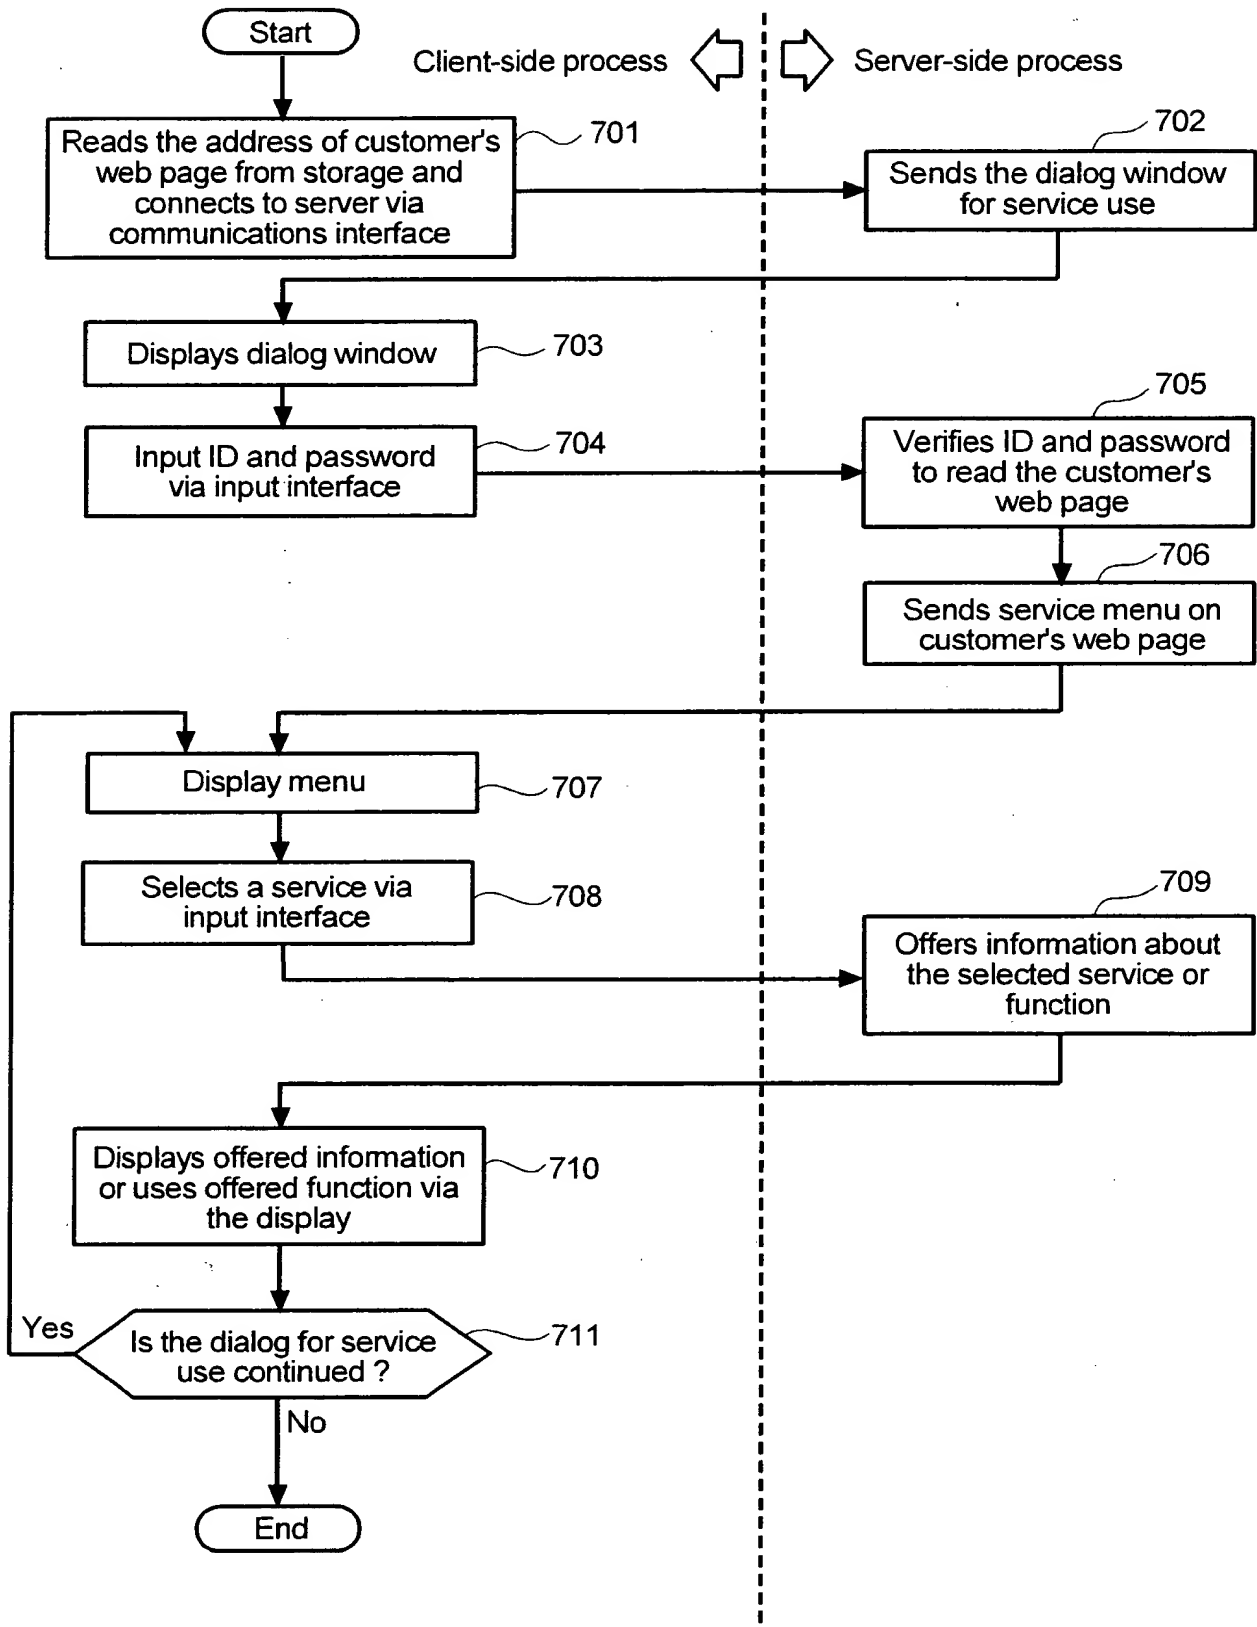 Start
Client-side process
Server-side process
Reads the address of customer's
web page from storage and
connects to server via
communications interface
701
702
Sends the dialog window
for service use
Displays dialog window
703
Input ID and password
via input interface
704
705
Verifies ID and password
to read the customer's
web page
706
Sends service menu on
customer's web page
Display menu
707
Selects a service via
input interface
708
709
Offers information about
the selected service or
function
Displays offered information
or uses offered function via
the display
710
Yes
Is the dialog for service
use continued ?
711
No
End